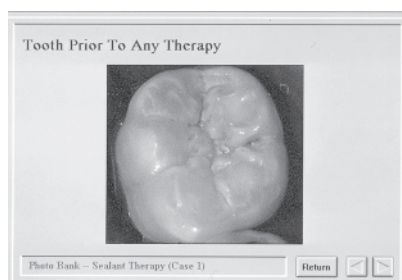 Tooth Prior To Any Therapy
Photo Bank – Sealant Therapy (Case 1)
Return